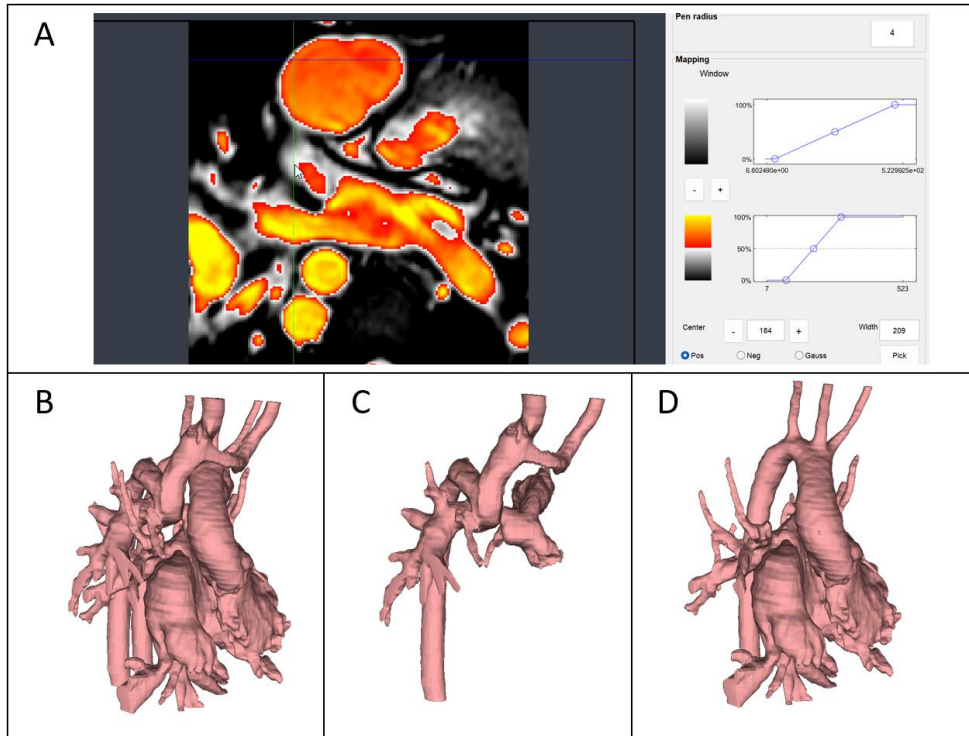 A
Pen radius
4
Mapping
Window
100%
0%
6.802490e+00
5.229925e+02
-
+
100%
50%
0%
7
523
Center
-
184
+
Width
209
Pos
Neg
Gauss
Pick
B
C
D